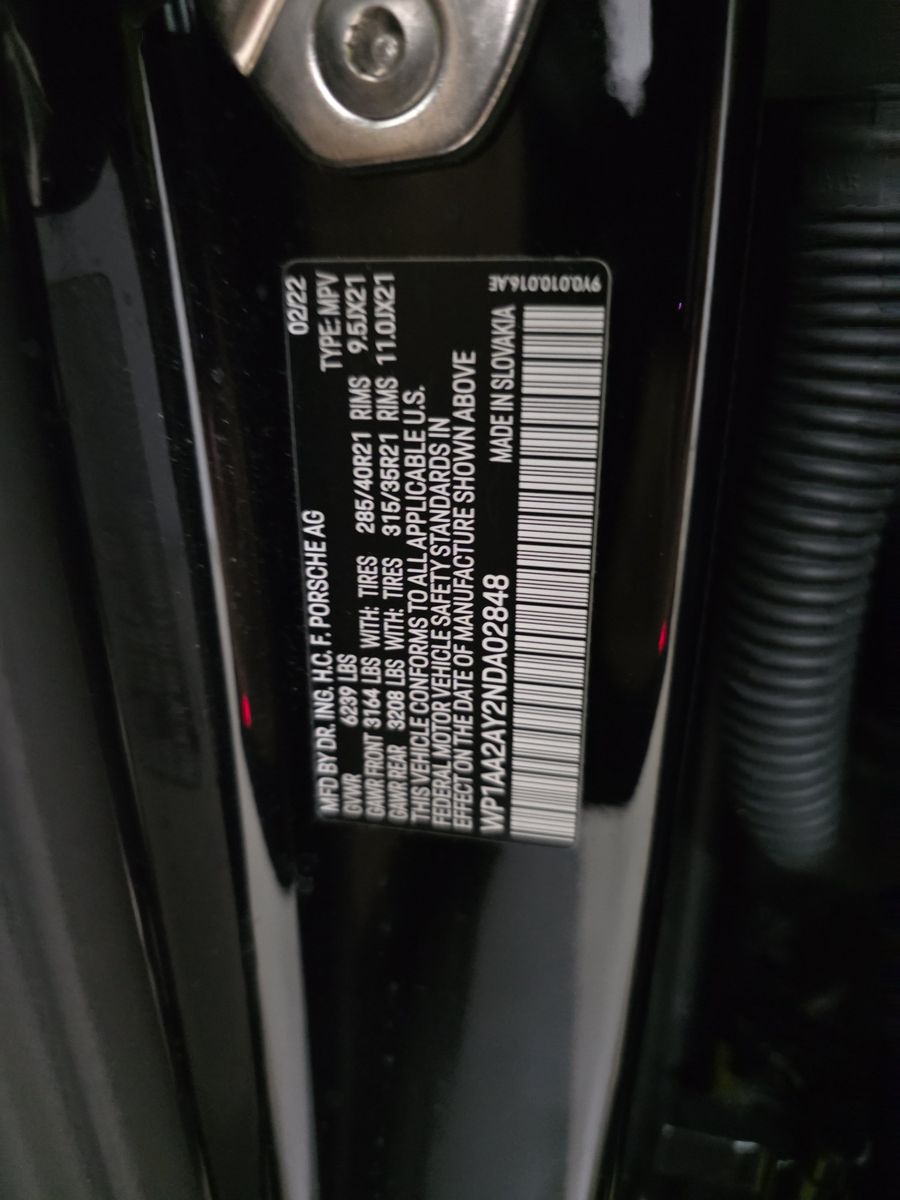 MFD BY DR. ING. H.C. F. PORSCHE AG 02/22
GVWR 6239 LBS TYPE: MPV
GAWR FRONT 3164 LBS WITH: TIRES 285/40R21 RIMS 9.5JX21
GAWR REAR 3208 LBS WITH: TIRES 315/35R21 RIMS 11.0JX21
THIS VEHICLE CONFORMS TO ALL APPLICABLE U.S.
FEDERAL MOTOR VEHICLE SAFETY STANDARDS IN
EFFECT ON THE DATE OF MANUFACTURE SHOWN ABOVE
WP1AA2AY2NDA02848 MADE IN SLOVAKIA
9Y0.010.016.AE